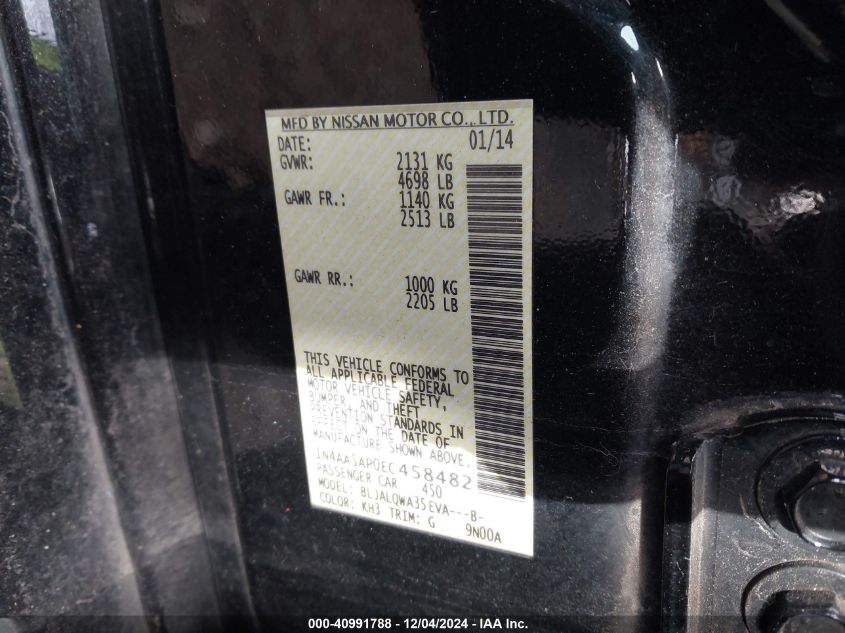 MFD BY NISSAN MOTOR CO., LTD.
DATE: 01/14
GVWR: 2131 KG
4698 LB
GAWR FR.: 1140 KG
2513 LB
GAWR RR.: 1000 KG
2205 LB
THIS VEHICLE CONFORMS TO
ALL APPLICABLE FEDERAL
MOTOR VEHICLE SAFETY,
BUMPER, AND THEFT
PREVENTION STANDARDS IN
EFFECT ON THE DATE OF
MANUFACTURE SHOWN ABOVE.
1N4AA5AP0EC458482
PASSENGER CAR 450
MODEL: BLJALQWA35EVA---B-
COLOR: KH3 TRIM: G 9N00A
000-40991788 - 12/04/2024 - IAA Inc.